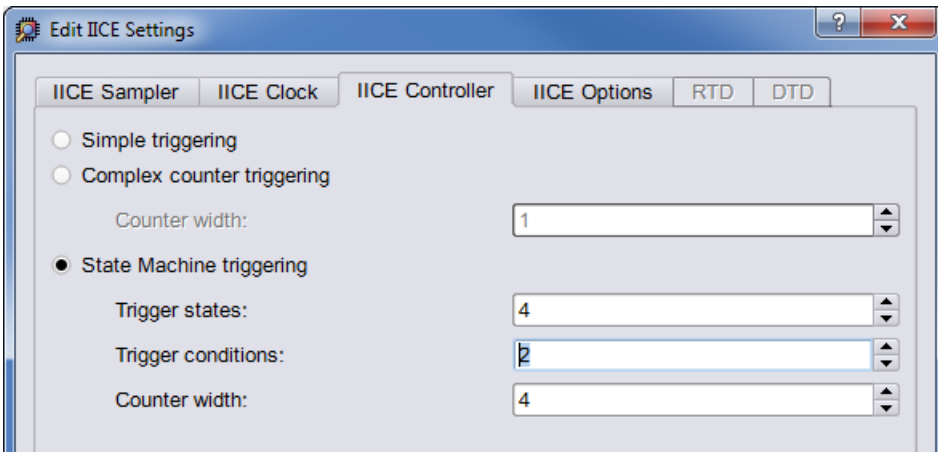 Edit IICE Settings
?
X
IICE Sampler IICE Clock IICE Controller IICE Options RTD DTD
Simple triggering
Complex counter triggering
Counter width: 1
State Machine triggering
Trigger states: 4
Trigger conditions: 2
Counter width: 4